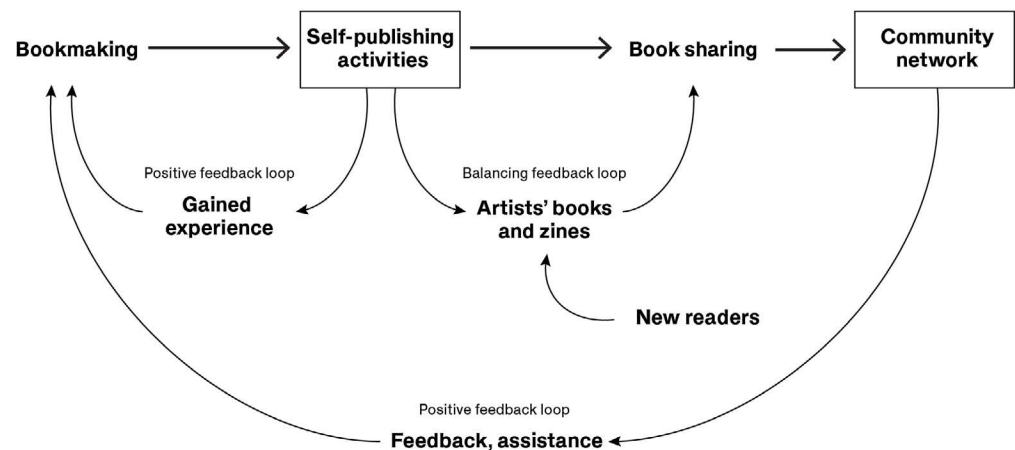 Bookmaking
Self-publishing
activities
Book sharing
Community
network
Positive feedback loop
Gained
experience
Balancing feedback loop
Artists’ books
and zines
New readers
Positive feedback loop
Feedback, assistance